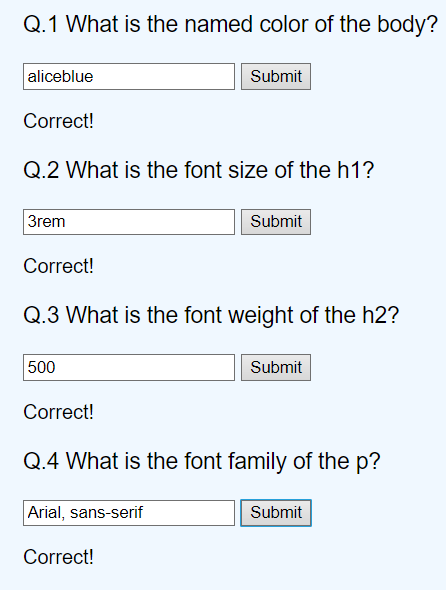 Q.1 What is the named color of the body?
aliceblue Submit
Correct!
Q.2 What is the font size of the h1?
3rem Submit
Correct!
Q.3 What is the font weight of the h2?
500 Submit
Correct!
Q.4 What is the font family of the p?
Arial, sans-serif Submit
Correct!